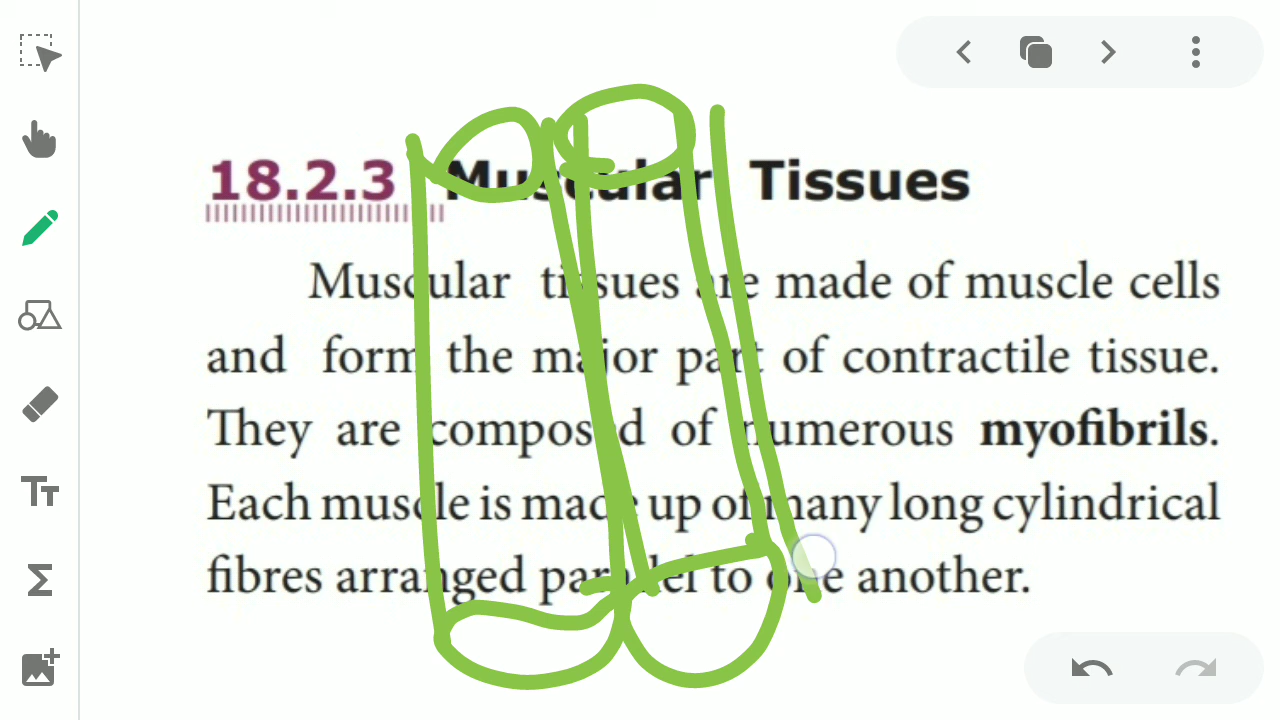 18.2.3 Muscular Tissues
Muscular tissues are made of muscle cells
and form the major part of contractile tissue.
They are composed of numerous myofibrils.
Each muscle is made up of many long cylindrical
fibres arranged parallel to one another.